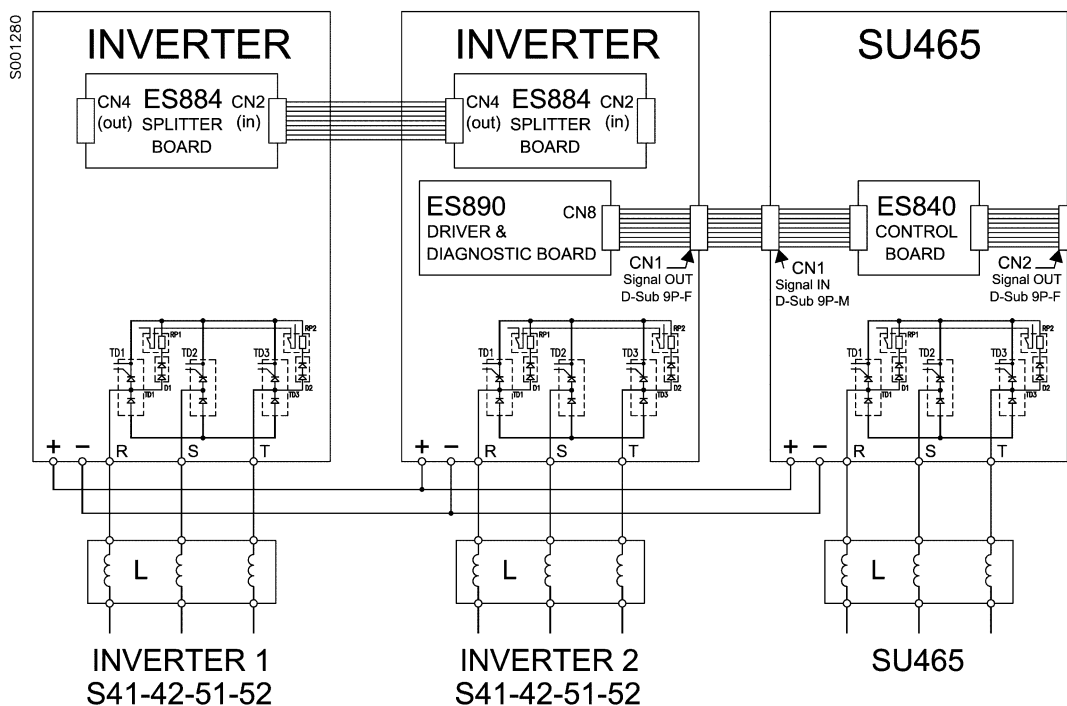 S001280
INVERTER
CN4
(out)
ES884
SPLITTER
BOARD
CN2
(in)
TD1
RP1
D1
TD1
TD2
TD3
RP2
D2
TD3
+
−
R
S
T
L
INVERTER 1
S41-42-51-52
INVERTER
CN4
(out)
ES884
SPLITTER
BOARD
CN2
(in)
ES890
DRIVER &
DIAGNOSTIC BOARD
CN8
CN1
Signal OUT
D-Sub 9P-F
TD1
RP1
D1
TD1
TD2
TD3
RP2
D2
TD3
+
−
R
S
T
L
INVERTER 2
S41-42-51-52
SU465
ES840
CONTROL
BOARD
CN1
Signal IN
D-Sub 9P-M
CN2
Signal OUT
D-Sub 9P-F
TD1
RP1
D1
TD1
TD2
TD3
RP2
D2
TD3
+
−
R
S
T
L
SU465